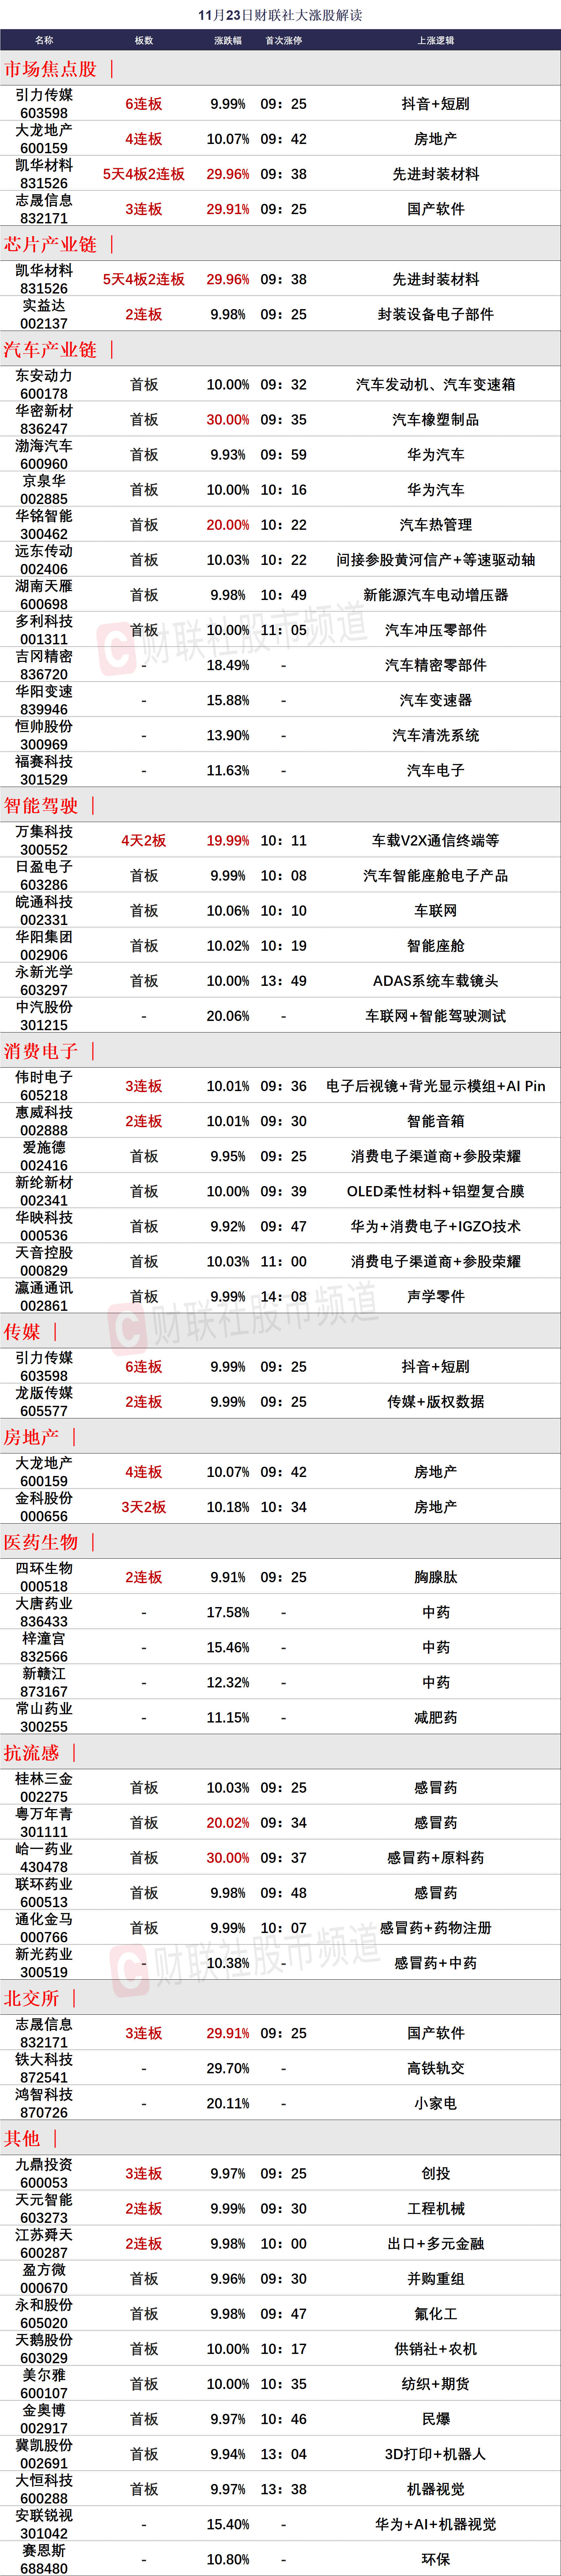 11月23日财联社大涨股解读
名称 板数 涨跌幅 首次涨停 上涨逻辑
市场焦点股 |
引力传媒
603598 6连板 9.99% 09:25 抖音+短剧
大龙地产
600159 4连板 10.07% 09:42 房地产
凯华材料
831526 5天4板2连板 29.96% 09:38 先进封装材料
志晟信息
832171 3连板 29.91% 09:25 国产软件
芯片产业链 |
凯华材料
831526 5天4板2连板 29.96% 09:38 先进封装材料
实益达
002137 2连板 9.98% 09:25 封装设备电子部件
汽车产业链 |
东安动力
600178 首板 10.00% 09:32 汽车发动机、汽车变速箱
华密新材
836247 首板 30.00% 09:35 汽车橡塑制品
渤海汽车
600960 首板 9.93% 09:59 华为汽车
京泉华
002885 首板 10.00% 10:16 华为汽车
华铭智能
300462 首板 20.00% 10:22 汽车热管理
远东传动
002406 首板 10.03% 10:22 间接参股黄河信产+等速驱动轴
湖南天雁
600698 首板 9.98% 10:49 新能源汽车电动增压器
多利科技
001311 首板 10.00% 11:05 汽车冲压零部件
吉冈精密
836720 - 18.49% - 汽车精密零部件
华阳变速
839946 - 15.88% - 汽车变速器
恒帅股份
300969 - 13.90% - 汽车清洗系统
福赛科技
301529 - 11.63% - 汽车电子
智能驾驶 |
万集科技
300552 4天2板 19.99% 10:11 车载V2X通信终端等
日盈电子
603286 首板 9.99% 10:08 汽车智能座舱电子产品
皖通科技
002331 首板 10.06% 10:10 车联网
华阳集团
002906 首板 10.02% 10:19 智能座舱
永新光学
603297 首板 10.00% 13:49 ADAS系统车载镜头
中汽股份
301215 - 20.06% - 车联网+智能驾驶测试
消费电子 |
伟时电子
605218 3连板 10.01% 09:36 电子后视镜+背光显示模组+AI Pin
惠威科技
002888 2连板 10.01% 09:30 智能音箱
爱施德
002416 首板 9.95% 09:25 消费电子渠道商+参股荣耀
新纶新材
002341 首板 10.00% 09:39 OLED柔性材料+铝塑复合膜
华映科技
000536 首板 9.92% 09:47 华为+消费电子+IGZO技术
天音控股
000829 首板 10.03% 11:00 消费电子渠道商+参股荣耀
瀛通通讯
002861 首板 9.99% 14:08 声学零件
传媒 |
引力传媒
603598 6连板 9.99% 09:25 抖音+短剧
龙版传媒
605577 2连板 9.99% 09:25 传媒+版权数据
房地产 |
大龙地产
600159 4连板 10.07% 09:42 房地产
金科股份
000656 3天2板 10.18% 10:34 房地产
医药生物 |
四环生物
000518 2连板 9.91% 09:25 胸腺肽
大唐药业
836433 - 17.58% - 中药
梓潼宫
832566 - 15.46% - 中药
新赣江
873167 - 12.32% - 中药
常山药业
300255 - 11.15% - 减肥药
抗流感 |
桂林三金
002275 首板 10.03% 09:25 感冒药
粤万年青
301111 首板 20.02% 09:34 感冒药
峆一药业
430478 首板 30.00% 09:37 感冒药+原料药
联环药业
600513 首板 9.98% 09:48 感冒药
通化金马
000766 首板 9.99% 10:07 感冒药+药物注册
新光药业
300519 - 10.38% - 感冒药+中药
北交所 |
志晟信息
832171 3连板 29.91% 09:25 国产软件
铁大科技
872541 - 29.70% - 高铁轨交
鸿智科技
870726 - 20.11% - 小家电
其他 |
九鼎投资
600053 3连板 9.97% 09:25 创投
天元智能
603273 2连板 9.99% 09:30 工程机械
江苏舜天
600287 2连板 9.98% 10:00 出口+多元金融
盈方微
000670 首板 9.96% 09:30 并购重组
永和股份
605020 首板 9.98% 09:47 氟化工
天鹅股份
603029 首板 10.00% 10:17 供销社+农机
美尔雅
600107 首板 10.00% 10:35 纺织+期货
金奥博
002917 首板 9.97% 10:46 民爆
冀凯股份
002691 首板 9.94% 13:04 3D打印+机器人
大恒科技
600288 首板 9.97% 13:38 机器视觉
安联锐视
301042 - 15.40% - 华为+AI+机器视觉
赛恩斯
688480 - 10.80% - 环保
C 财联社股市频道
C 财联社股市频道
C 财联社股市频道